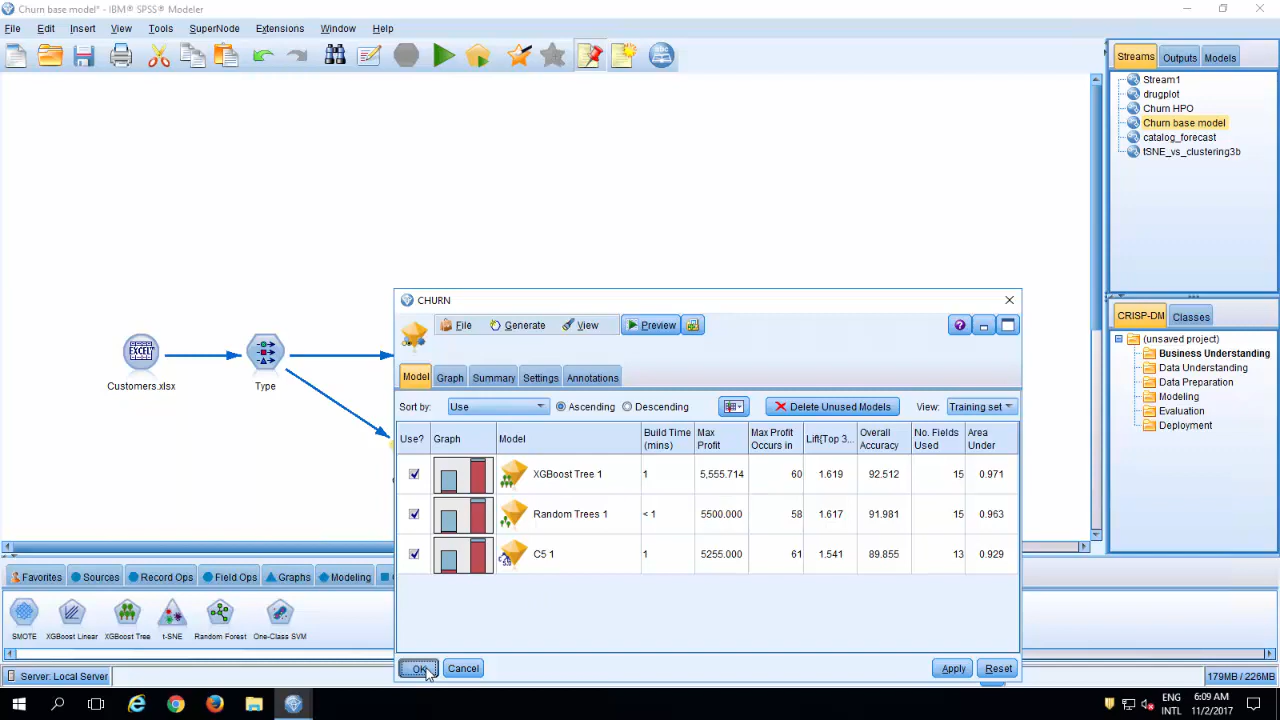 Churn base model* - IBM® SPSS® Modeler
File Edit Insert View Tools SuperNode Extensions Window Help
Streams Outputs Models
Stream1
drugplot
Churn HPO
Churn base model
catalog_forecast
tSNE_vs_clustering3b
EXCEL
Customers.xlsx
Type
CHURN
File Generate View Preview
Model Graph Summary Settings Annotations
Sort by: Use Ascending Descending Delete Unused Models View: Training set
Use? Graph Model Build Time (mins) Max Profit Max Profit Occurs in Lift{Top 3... Overall Accuracy No. Fields Used Area Under
XGBoost Tree 1 1 5,555.714 60 1.619 92.512 15 0.971
Random Trees 1 < 1 5500.000 58 1.617 91.981 15 0.963
C5 1 1 5255.000 61 1.541 89.855 13 0.929
OK Cancel Apply Reset
CRISP-DM Classes
(unsaved project)
Business Understanding
Data Understanding
Data Preparation
Modeling
Evaluation
Deployment
Favorites Sources Record Ops Field Ops Graphs Modeling
SMOTE XGBoost Linear XGBoost Tree t-SNE Random Forest One-Class SVM
Server: Local Server
179MB / 226MB
ENG 6:09 AM
INTL 11/2/2017